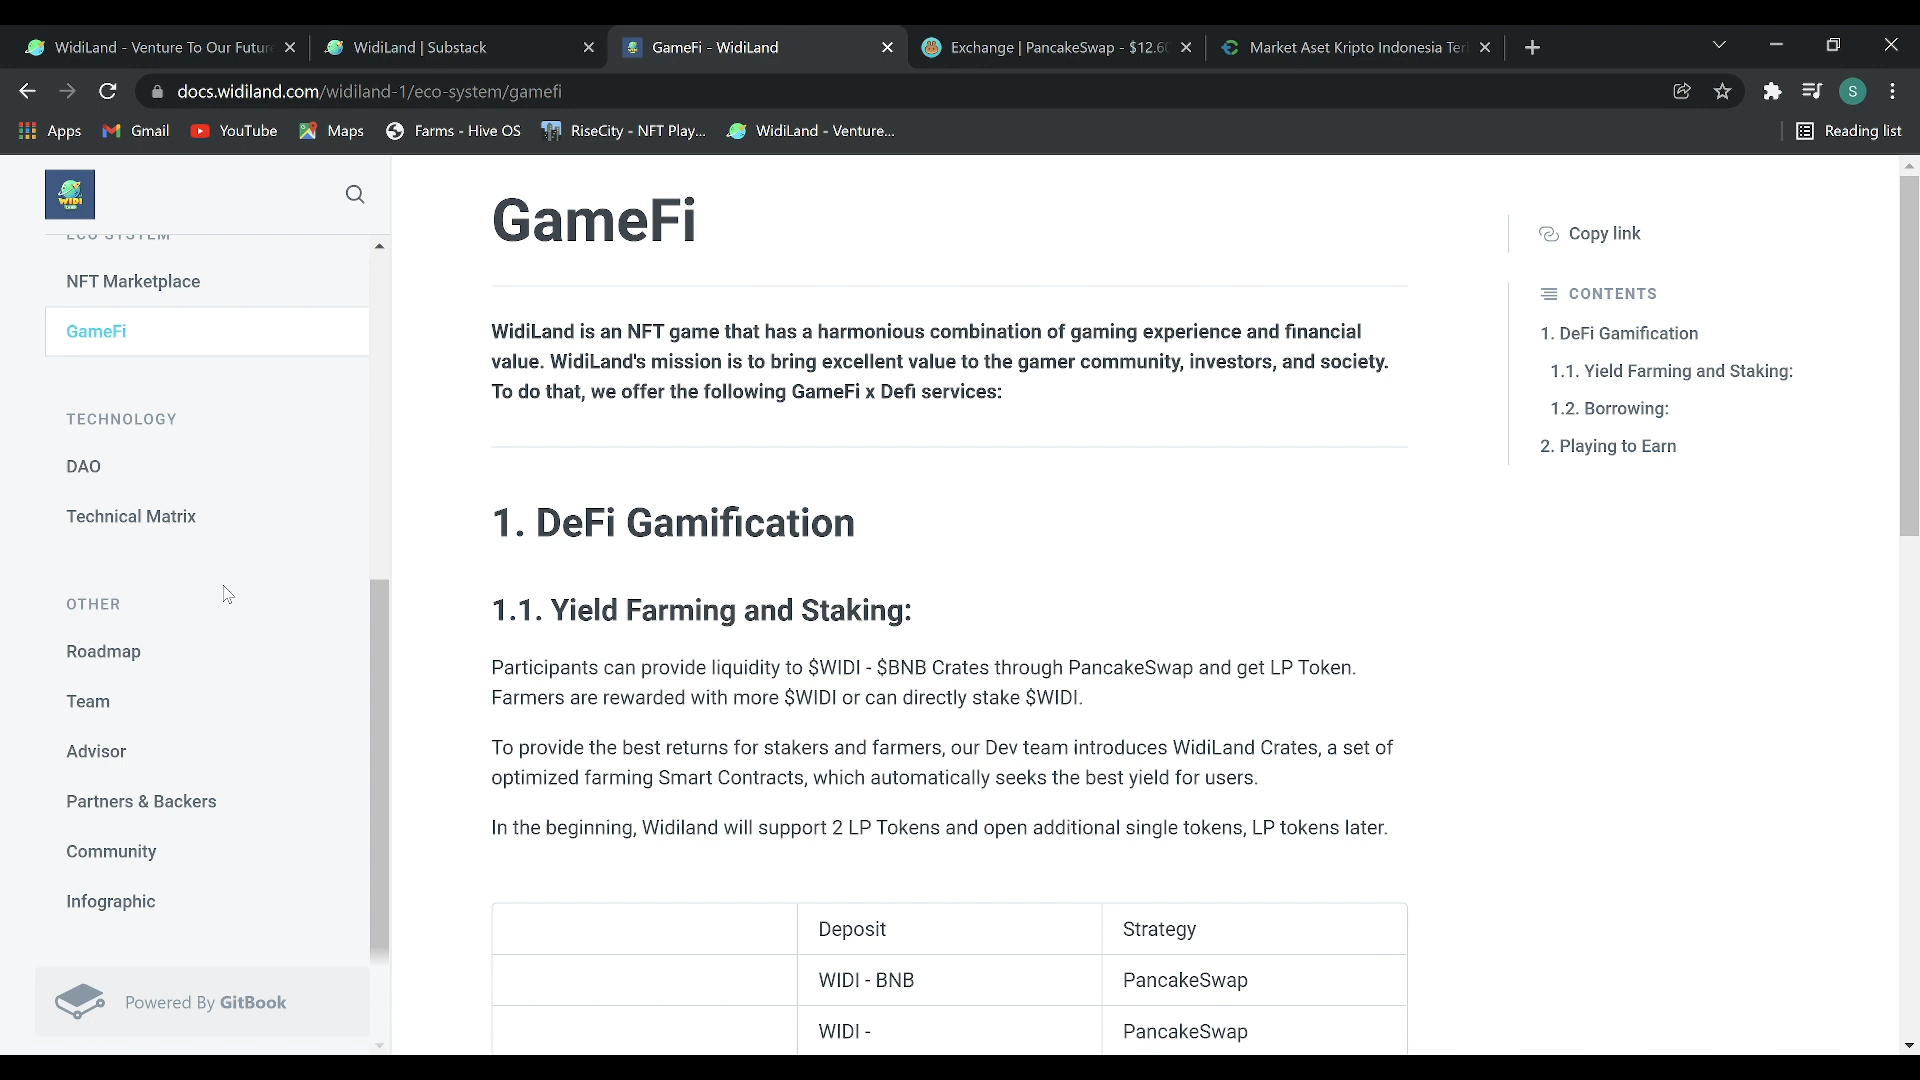 WidiLand - Venture To Our Future
WidiLand | Substack
GameFi - WidiLand
Exchange | PancakeSwap - $12.60
Market Aset Kripto Indonesia Ter
docs.widiland.com/widiland-1/eco-system/gamefi
S
Apps
Gmail
YouTube
Maps
Farms - Hive OS
RiseCity - NFT Play...
WidiLand - Venture...
Reading list
WIDI
LAND
ECO SYSTEM
NFT Marketplace
GameFi
TECHNOLOGY
DAO
Technical Matrix
OTHER
Roadmap
Team
Advisor
Partners & Backers
Community
Infographic
Powered By GitBook
GameFi
WidiLand is an NFT game that has a harmonious combination of gaming experience and financial
value. WidiLand's mission is to bring excellent value to the gamer community, investors, and society.
To do that, we offer the following GameFi x Defi services:
1. DeFi Gamification
1.1. Yield Farming and Staking:
Participants can provide liquidity to $WIDI - $BNB Crates through PancakeSwap and get LP Token.
Farmers are rewarded with more $WIDI or can directly stake $WIDI.
To provide the best returns for stakers and farmers, our Dev team introduces WidiLand Crates, a set of
optimized farming Smart Contracts, which automatically seeks the best yield for users.
In the beginning, Widiland will support 2 LP Tokens and open additional single tokens, LP tokens later.
Deposit
Strategy
WIDI - BNB
PancakeSwap
WIDI -
PancakeSwap
Copy link
CONTENTS
1. DeFi Gamification
1.1. Yield Farming and Staking:
1.2. Borrowing:
2. Playing to Earn